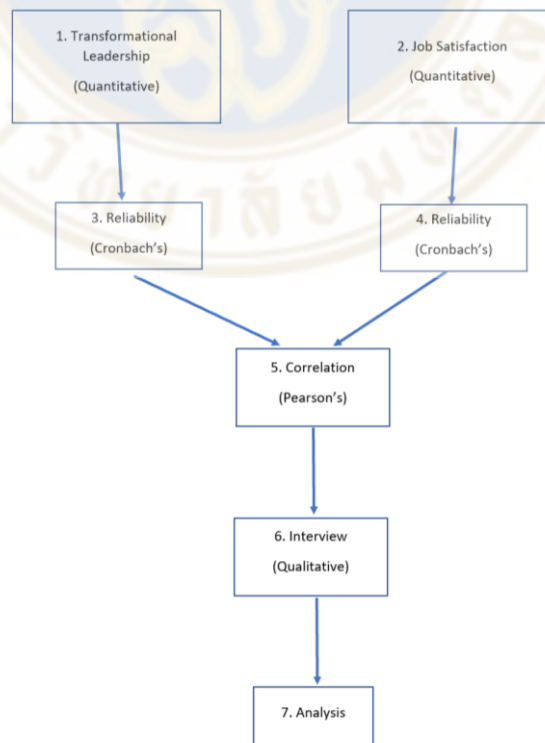 1. Transformational
Leadership
(Quantitative)
2. Job Satisfaction
(Quantitative)
3. Reliability
(Cronbach's)
4. Reliability
(Cronbach's)
5. Correlation
(Pearson's)
6. Interview
(Qualitative)
7. Analysis